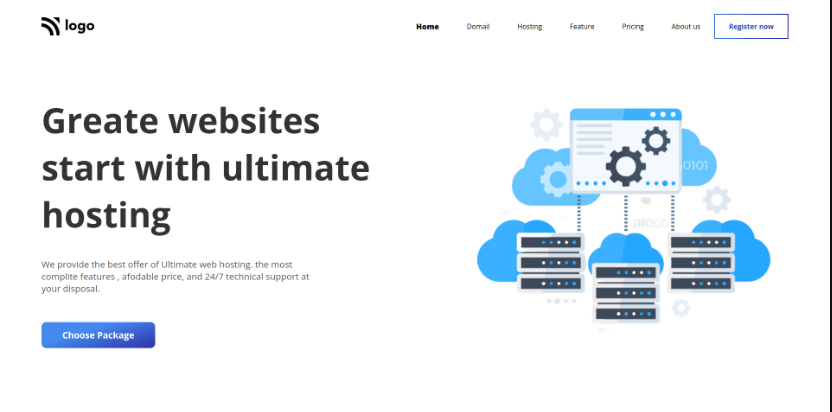 logo
Home Domail Hosting Feature Pricing About us Register now
Greate websites
start with ultimate
hosting
We provide the best offer of Ultimate web hosting. the most
complite features , afodable price, and 24/7 technical support at
your disposal.
Choose Package
0101